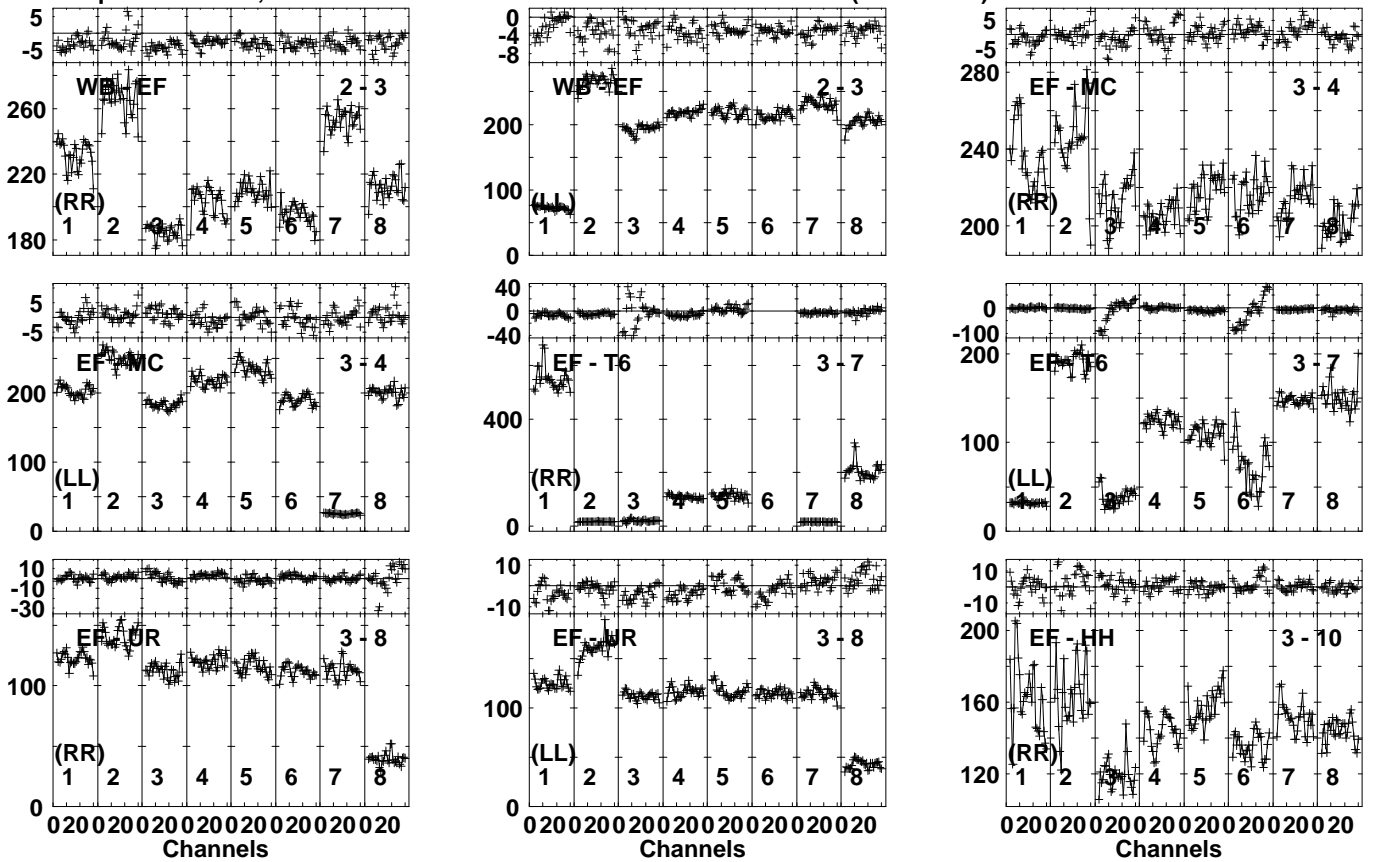 5
-5
WB - EF 2 - 3
260
220
180
(RR)
1 2 3 4 5 6 7 8
0
-4
-8
WB - EF 2 - 3
200
100
0
(LL)
1 2 3 4 5 6 7 8
5
-5
EF - MC 3 - 4
280
240
200
(RR)
1 2 3 4 5 6 7 8
5
-5
EF - MC 3 - 4
200
100
0
(LL)
1 2 3 4 5 6 7 8
40
0
-40
EF - T6 3 - 7
400
0
(RR)
1 2 3 4 5 6 7 8
0
-100
EF - T6 3 - 7
200
100
0
(LL)
1 2 3 4 5 6 7 8
10
-10
-30
EF - UR 3 - 8
100
0
(RR)
1 2 3 4 5 6 7 8
0 20 0 20 0 20 0 20 0 20 0 20 0 20 0 20
Channels
10
-10
EF - UR 3 - 8
100
0
(LL)
1 2 3 4 5 6 7 8
0 20 0 20 0 20 0 20 0 20 0 20 0 20 0 20
Channels
10
-10
EF - HH 3 - 10
200
160
120
(RR)
1 2 3 4 5 6 7 8
0 20 0 20 0 20 0 20 0 20 0 20 0 20 0 20
Channels